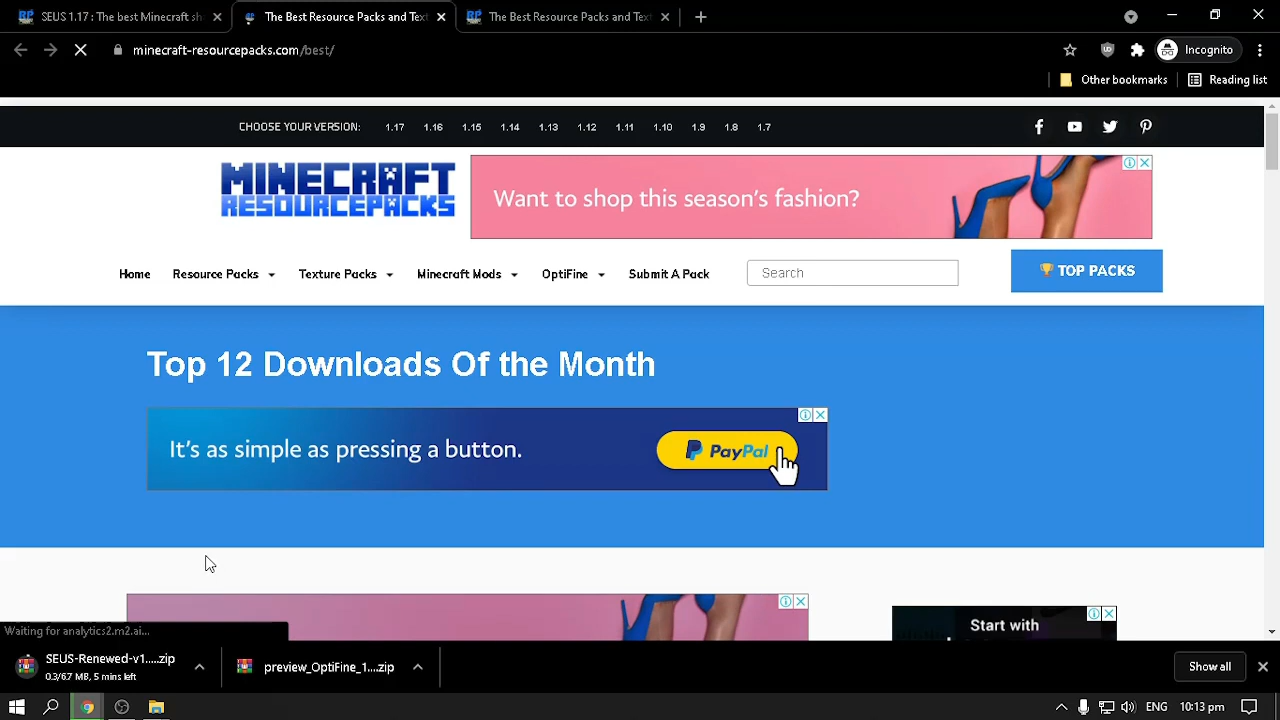 SEUS 1.17: The best Minecraft sh
The Best Resource Packs and Text
The Best Resource Packs and Text
minecraft-resourcepacks.com/best/
Incognito
Other bookmarks
Reading list
CHOOSE YOUR VERSION:
1.17
1.16
1.15
1.14
1.13
1.12
1.11
1.10
1.9
1.8
1.7
MINECRAFT
RESOURCEPACKS
Want to shop this season's fashion?
Home
Resource Packs
Texture Packs
Minecraft Mods
OptiFine
Submit A Pack
Search
TOP PACKS
Top 12 Downloads Of the Month
It's as simple as pressing a button.
PayPal
Start with
Waiting for analytics2.m2.ai...
SEUS-Renewed-v1....zip
0.3/6.7 MB, 5 mins left
preview_OptiFine_1....zip
Show all
ENG
10:13 pm